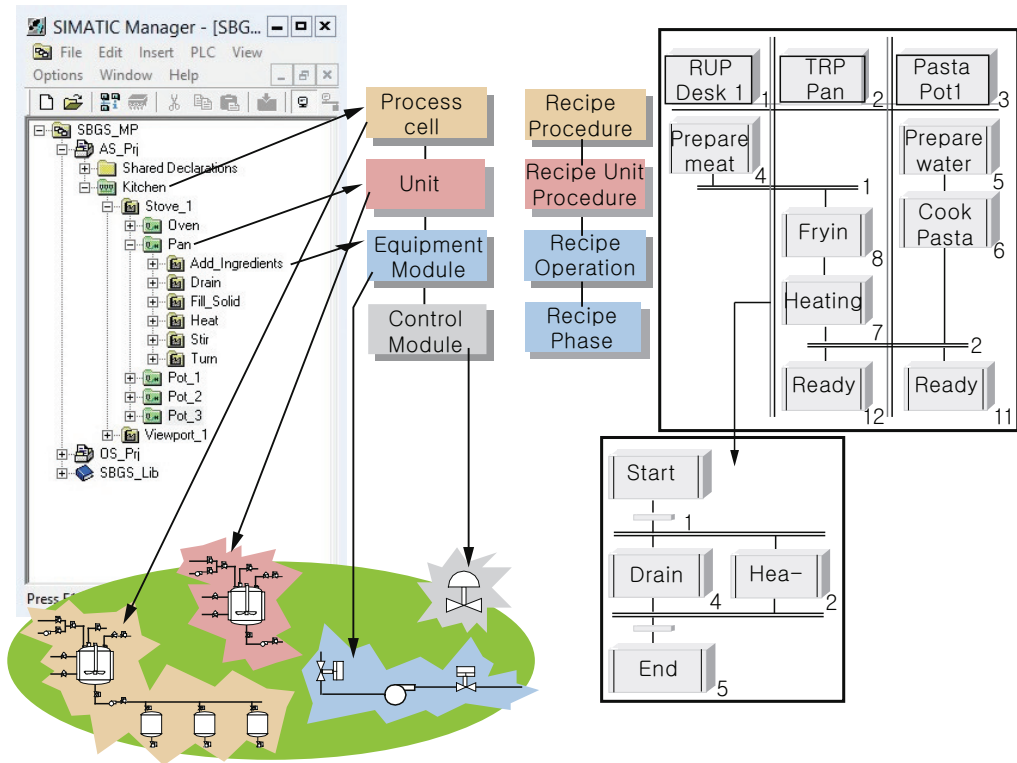 SIMATIC Manager - [SBG...
File Edit Insert PLC View
Options Window Help
SBGS_MP
AS_Prj
Shared Declarations
Kitchen
Stove_1
Oven
Pan
Add_Ingredients
Drain
Fill_Solid
Heat
Stir
Turn
Pot_1
Pot_2
Pot_3
Viewport_1
OS_Prj
SBGS_Lib
Process
cell
Unit
Equipment
Module
Control
Module
Recipe
Procedure
Recipe Unit
Procedure
Recipe
Operation
Recipe
Phase
RUP
Desk 1
1
TRP
Pan
2
Pasta
Pot1
3
Prepare
meat
4
1
Prepare
water
5
Fryin
8
Cook
Pasta
6
Heating
7
2
Ready
12
Ready
11
Start
1
Drain
4
Hea-
2
End
5